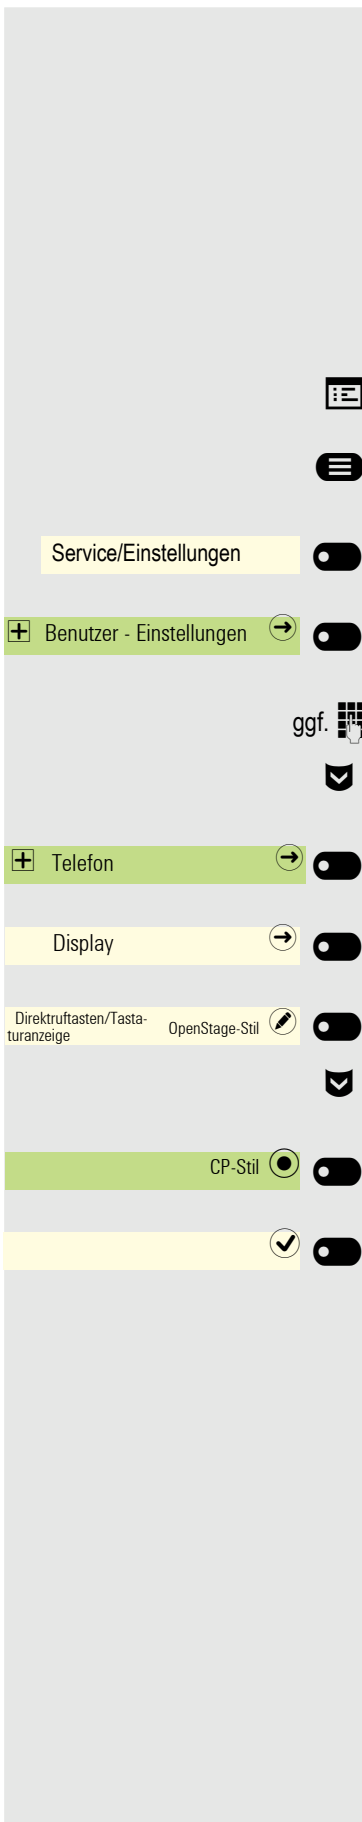 Service/Einstellungen
Benutzer - Einstellungen
ggf.
Telefon
Display
Direktruftasten/Tasta-
turanzeige OpenStage-Stil
CP-Stil